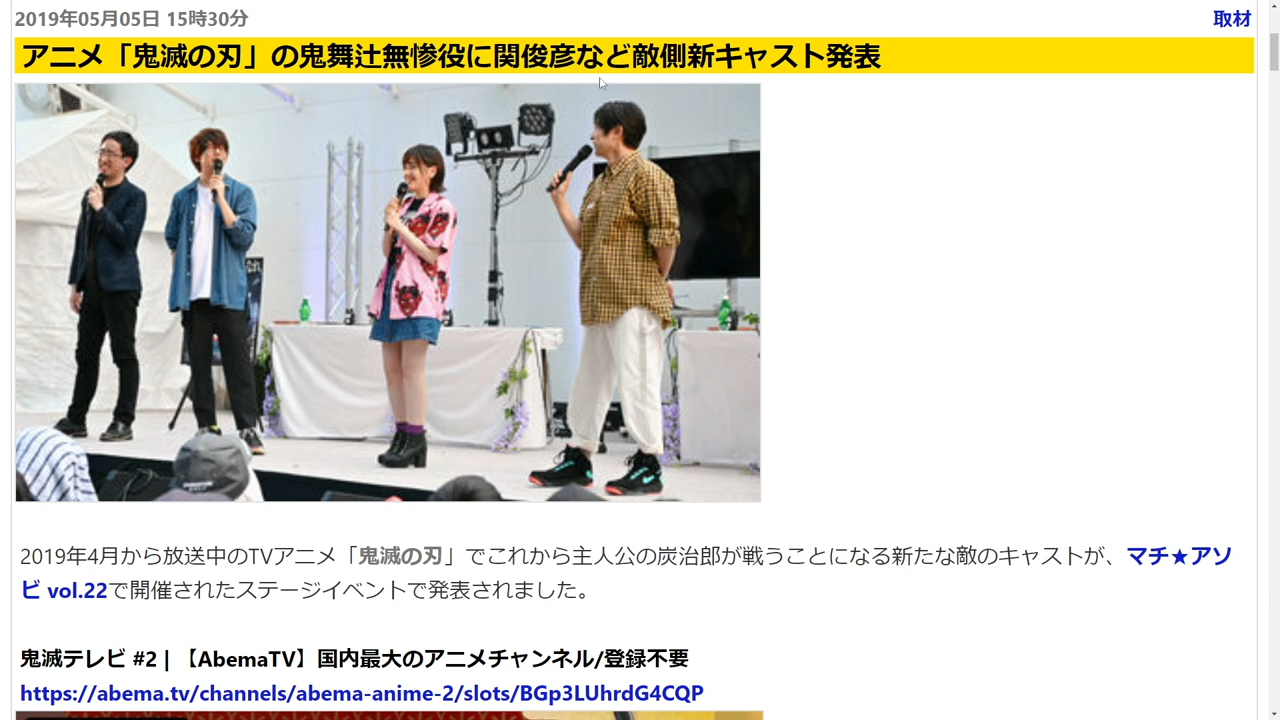 2019年05月05日 15時30分
取材
アニメ「鬼滅の刃」の鬼舞辻無惨役に関俊彦など敵側新キャスト発表
2019年4月から放送中のTVアニメ「鬼滅の刃」でこれから主人公の炭治郎が戦うことになる新たな敵のキャストが、マチ★アソ
ビ vol.22で開催されたステージイベントで発表されました。
鬼滅テレビ #2 | 【AbemaTV】国内最大のアニメチャンネル/登録不要
https://abema.tv/channels/abema-anime-2/slots/BGp3LUhrdG4CQP